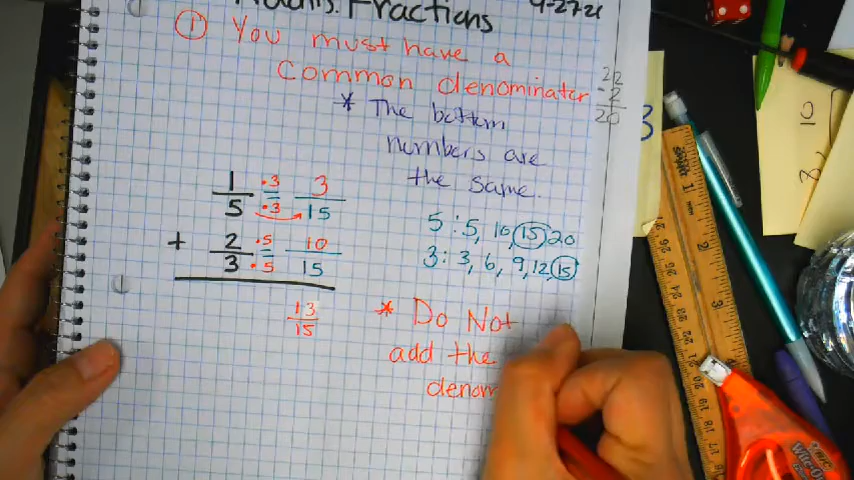 Fractions 4-27-21
① You must have a
Common denominator
* The bottom
numbers are
the same.
22
- 2
20
3
1/5 ·3/·3 = 3/15
+ 2/3 ·5/·5 = 10/15
13/15
5: 5, 10, 15 20
3: 3, 6, 9, 12, 15
* Do Not
add the
denom